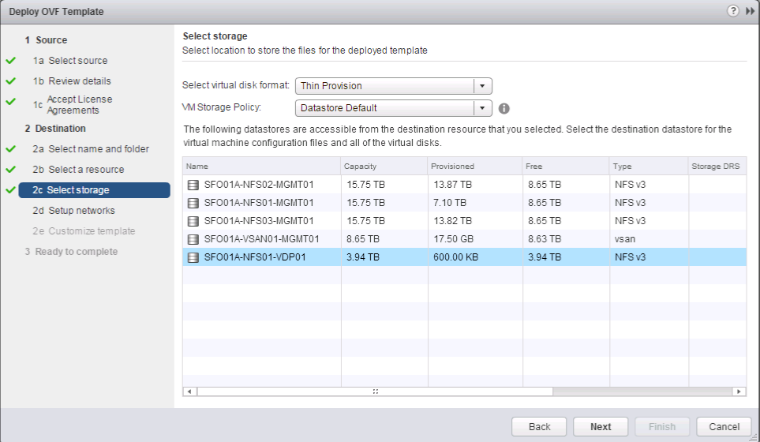 Deploy OVF Template
1 Source
1a Select source
1b Review details
1c Accept License
Agreements
2 Destination
2a Select name and folder
2b Select a resource
2c Select storage
2d Setup networks
2e Customize template
3 Ready to complete
Select storage
Select location to store the files for the deployed template
Select virtual disk format: Thin Provision
VM Storage Policy: Datastore Default
The following datastores are accessible from the destination resource that you selected. Select the destination datastore for the
virtual machine configuration files and all of the virtual disks.
Name Capacity Provisioned Free Type Storage DRS
SFO01A-NFS02-MGMT01 15.75 TB 13.87 TB 8.65 TB NFS v3
SFO01A-NFS01-MGMT01 15.75 TB 7.10 TB 8.65 TB NFS v3
SFO01A-NFS03-MGMT01 15.75 TB 13.82 TB 8.65 TB NFS v3
SFO01A-VSAN01-MGMT01 8.65 TB 17.50 GB 8.63 TB vsan
SFO01A-NFS01-VDP01 3.94 TB 600.00 KB 3.94 TB NFS v3
Back Next Finish Cancel